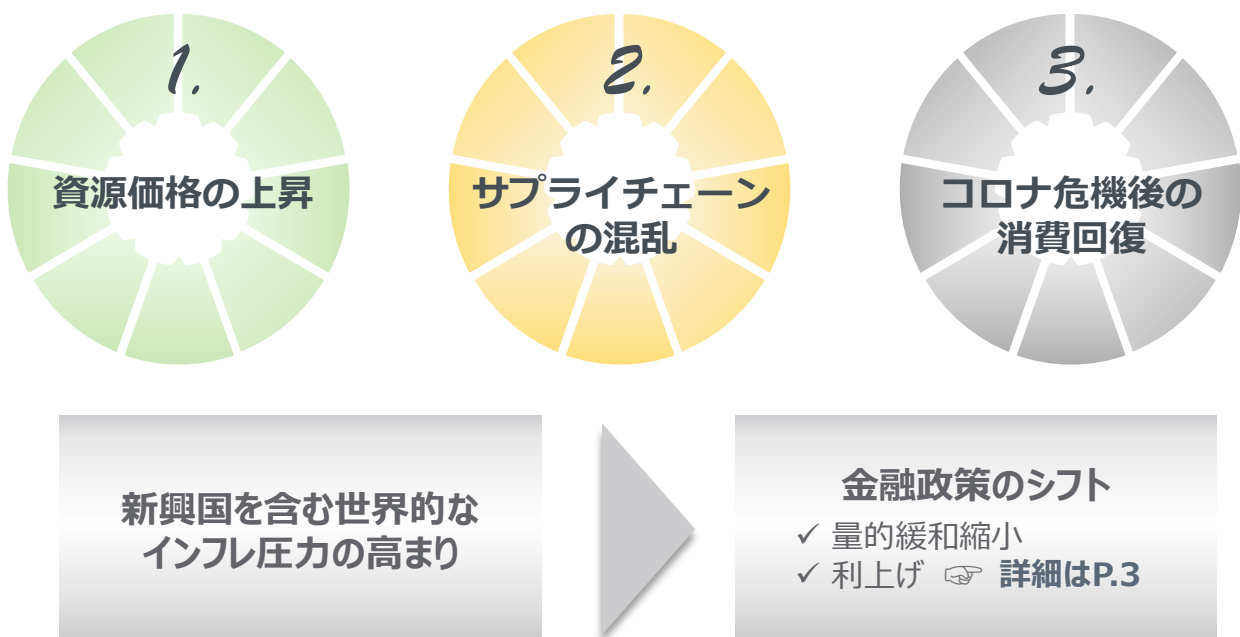 1.
資源価格の上昇
2.
サプライチェーン
の混乱
3.
コロナ危機後の
消費回復
新興国を含む世界的な
インフレ圧力の高まり
金融政策のシフト
✓ 量的緩和縮小
✓ 利上げ ☞ 詳細はP.3